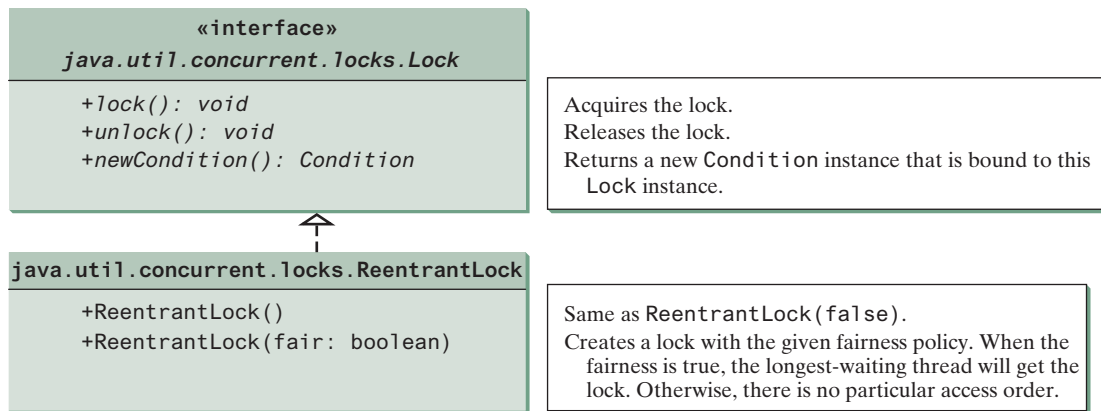 «interface»
java.util.concurrent.locks.Lock
+lock(): void
+unlock(): void
+newCondition(): Condition
Acquires the lock.
Releases the lock.
Returns a new Condition instance that is bound to this
Lock instance.
java.util.concurrent.locks.ReentrantLock
+ReentrantLock()
+ReentrantLock(fair: boolean)
Same as ReentrantLock(false).
Creates a lock with the given fairness policy. When the
fairness is true, the longest-waiting thread will get the
lock. Otherwise, there is no particular access order.